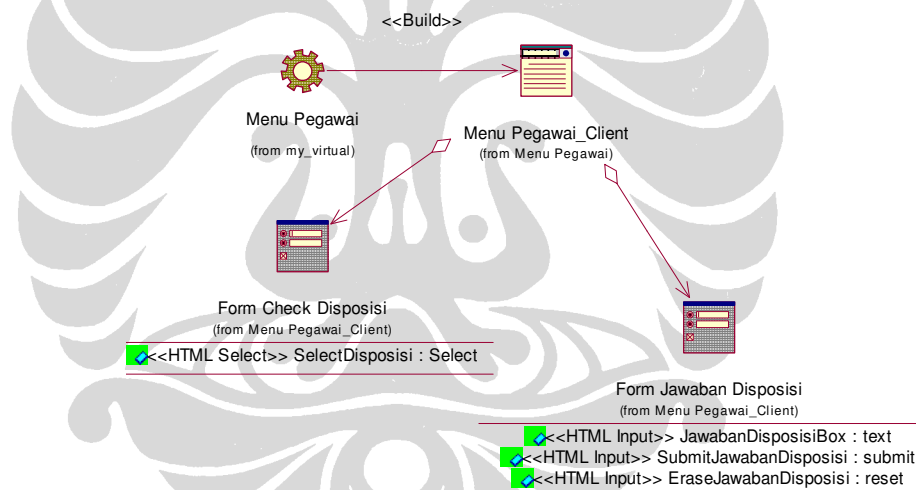 <<Build>>
Menu Pegawai
(from my_virtual)
Menu Pegawai_Client
(from Menu Pegawai)
Form Check Disposisi
(from Menu Pegawai_Client)
<<HTML Select>> SelectDisposisi : Select
Form Jawaban Disposisi
(from Menu Pegawai_Client)
<<HTML Input>> JawabanDisposisiBox : text
<<HTML Input>> SubmitJawabanDisposisi : submit
<<HTML Input>> EraseJawabanDisposisi : reset